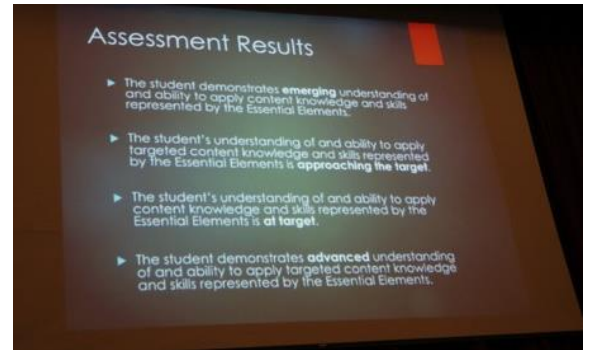 Assessment Results
► The student demonstrates emerging understanding of
and ability to apply content knowledge and skills
represented by the Essential Elements.
► The student's understanding of and ability to apply
targeted content knowledge and skills represented
by the Essential Elements is approaching the target.
► The student's understanding of and ability to apply
content knowledge and skills represented by the
Essential Elements is at target.
► The student demonstrates advanced understanding
of and ability to apply targeted content knowledge
and skills represented by the Essential Elements.